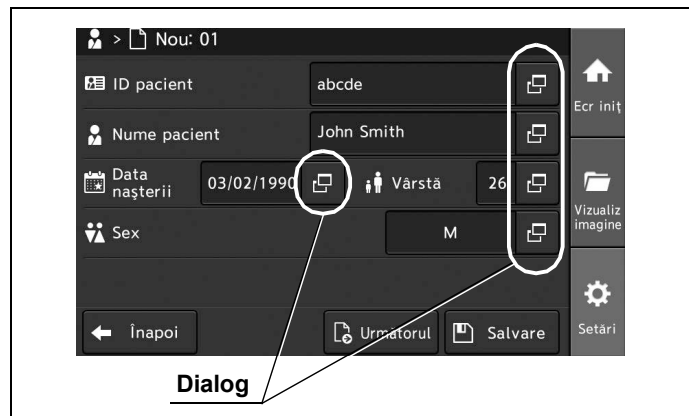 > Nou: 01
ID pacient abcde
Nume pacient John Smith
Data nașterii 03/02/1990 Vârstă 26
Sex M
Înapoi Următorul Salvare
Ecr iniț
Vizualiz
imagine
Setări
Dialog